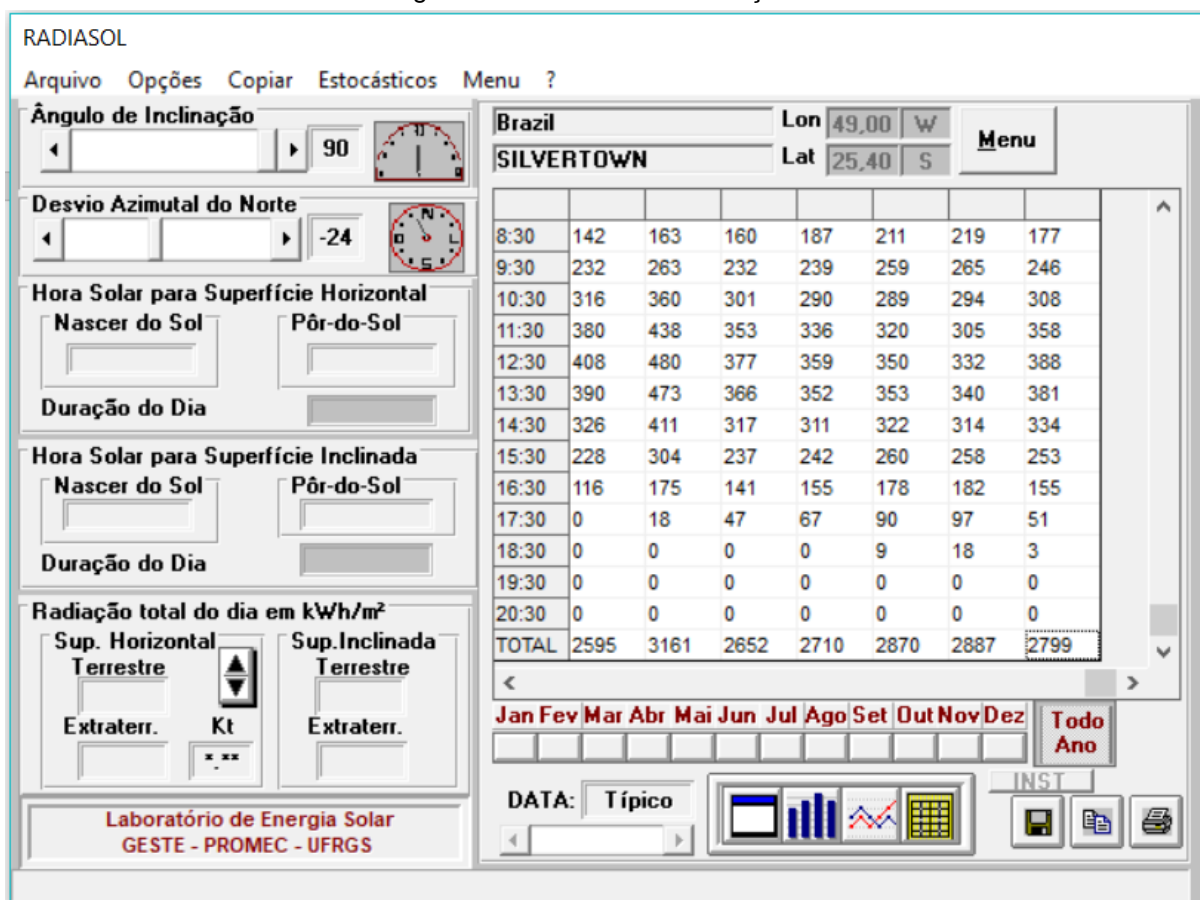 RADIASOL
Arquivo Opções Copiar Estocásticos Menu ?
Ângulo de Inclinação
90
Desvio Azimutal do Norte
-24
N
S
L
Hora Solar para Superfície Horizontal
Nascer do Sol Pôr-do-Sol
Duração do Dia
Hora Solar para Superfície Inclinada
Nascer do Sol Pôr-do-Sol
Duração do Dia
Radiação total do dia em kWh/m²
Sup. Horizontal Sup.Inclinada
Terrestre Terrestre
Extraterr. Kt Extraterr.
*.**
Laboratório de Energia Solar
GESTE - PROMEC - UFRGS
Brazil Lon 49,00 W
SILVERTOWN Lat 25,40 S
Menu
8:30 142 163 160 187 211 219 177
9:30 232 263 232 239 259 265 246
10:30 316 360 301 290 289 294 308
11:30 380 438 353 336 320 305 358
12:30 408 480 377 359 350 332 388
13:30 390 473 366 352 353 340 381
14:30 326 411 317 311 322 314 334
15:30 228 304 237 242 260 258 253
16:30 116 175 141 155 178 182 155
17:30 0 18 47 67 90 97 51
18:30 0 0 0 0 9 18 3
19:30 0 0 0 0 0 0 0
20:30 0 0 0 0 0 0 0
TOTAL 2595 3161 2652 2710 2870 2887 2799
Jan Fev Mar Abr Mai Jun Jul Ago Set Out Nov Dez
Todo
Ano
INST
DATA: Típico